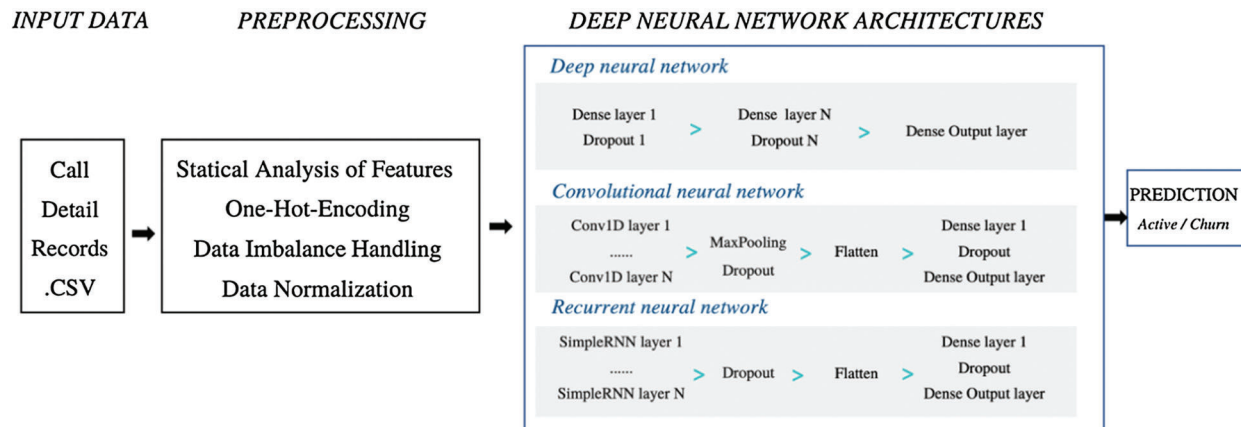 INPUT DATA
PREPROCESSING
DEEP NEURAL NETWORK ARCHITECTURES
Call
Detail
Records
.CSV
Statical Analysis of Features
One-Hot-Encoding
Data Imbalance Handling
Data Normalization
Deep neural network
Dense layer 1
Dropout 1
>
Dense layer N
Dropout N
>
Dense Output layer
Convolutional neural network
Conv1D layer 1
......
Conv1D layer N
>
MaxPooling
Dropout
>
Flatten
>
Dense layer 1
Dropout
Dense Output layer
Recurrent neural network
SimpleRNN layer 1
......
SimpleRNN layer N
>
Dropout
>
Flatten
>
Dense layer 1
Dropout
Dense Output layer
PREDICTION
Active / Churn